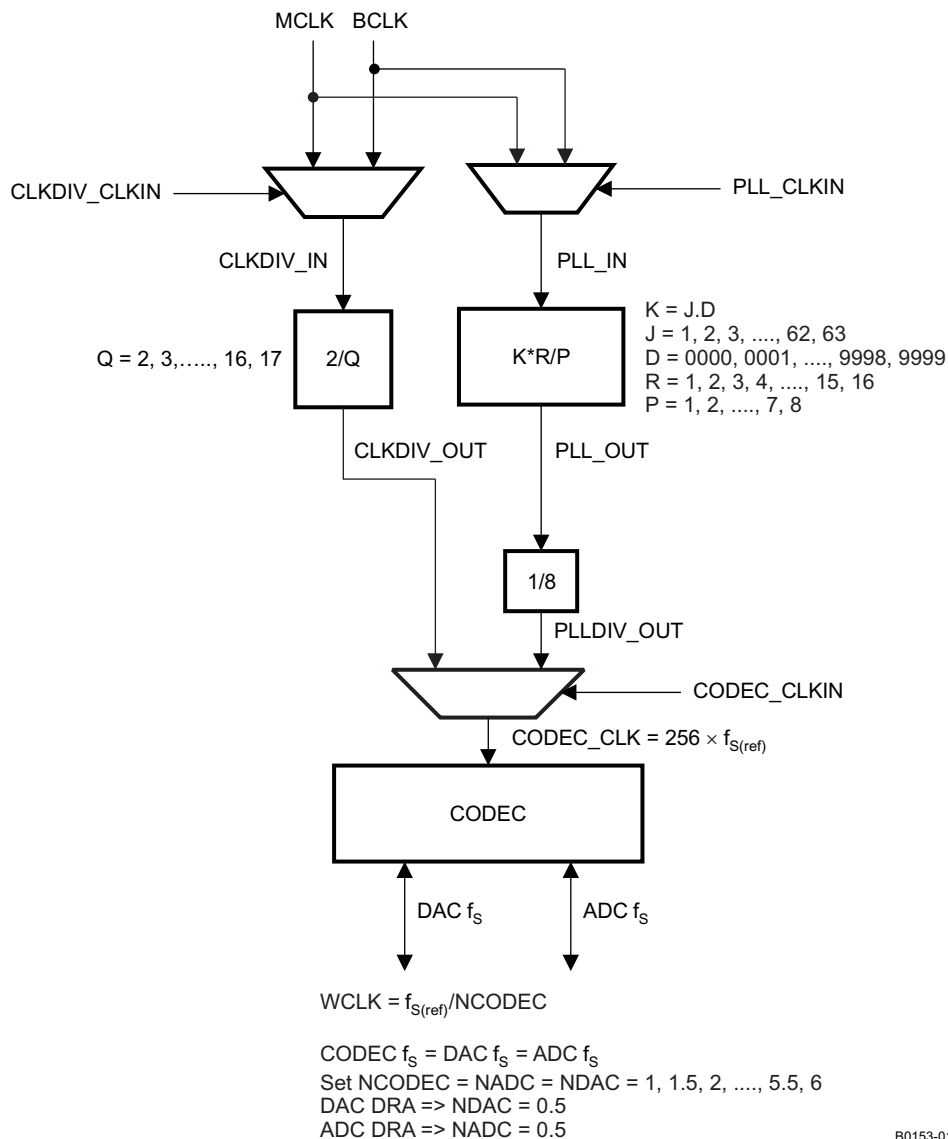 MCLK BCLK
CLKDIV_CLKIN
PLL_CLKIN
CLKDIV_IN
PLL_IN
Q = 2, 3,....., 16, 17
2/Q
K*R/P
K = J.D
J = 1, 2, 3, ...., 62, 63
D = 0000, 0001, ...., 9998, 9999
R = 1, 2, 3, 4, ...., 15, 16
P = 1, 2, ...., 7, 8
CLKDIV_OUT
PLL_OUT
1/8
PLLDIV_OUT
CODEC_CLKIN
CODEC_CLK = 256 × fS(ref)
CODEC
DAC fS
ADC fS
WCLK = fS(ref)/NCODEC
CODEC fS = DAC fS = ADC fS
Set NCODEC = NADC = NDAC = 1, 1.5, 2, ...., 5.5, 6
DAC DRA => NDAC = 0.5
ADC DRA => NADC = 0.5